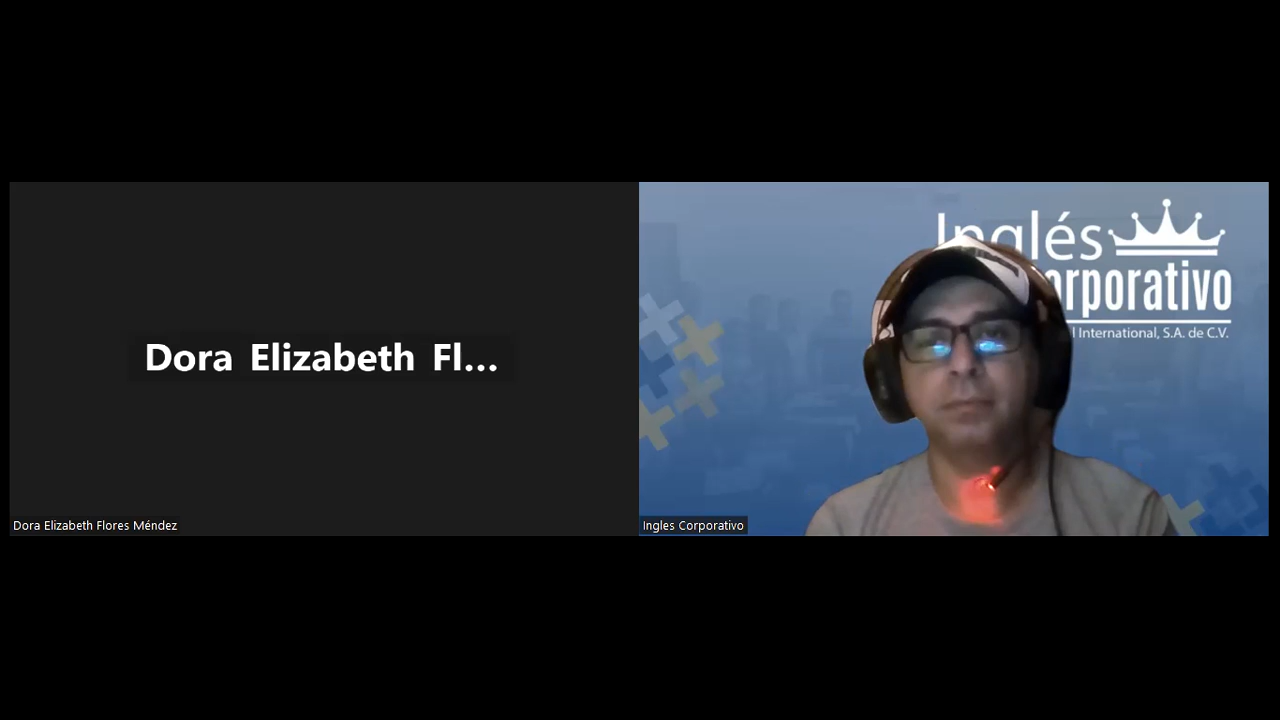 Dora Elizabeth Fl...
Dora Elizabeth Flores Méndez
Inglés
orporativo
l International, S.A. de C.V.
Ingles Corporativo